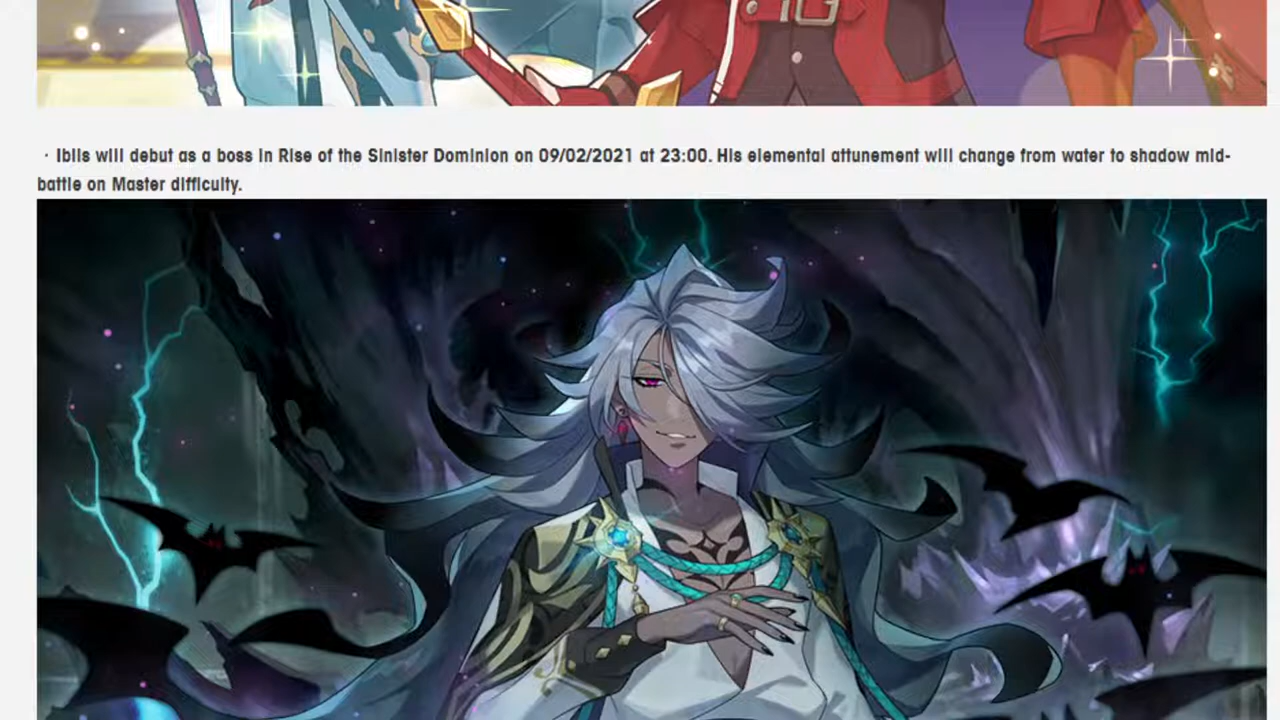 · Iblis will debut as a boss in Rise of the Sinister Dominion on 09/02/2021 at 23:00. His elemental attunement will change from water to shadow mid-
battle on Master difficulty.